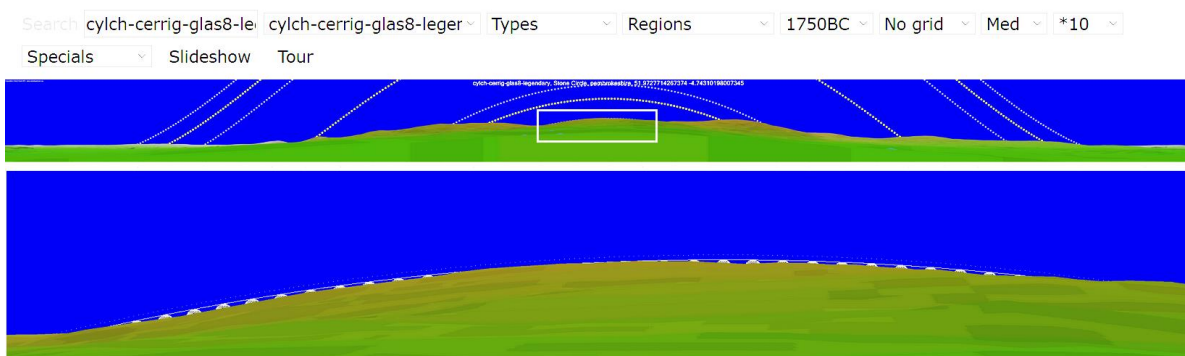 Search cylch-cerrig-glas8-le cylch-cerrig-glas8-leger Types Regions 1750BC No grid Med *10
Specials Slideshow Tour
cylch-cerrig-glas8-legendary, Stone Circle, pembrokeshire, 51.9727714267374 -4.74310198007345